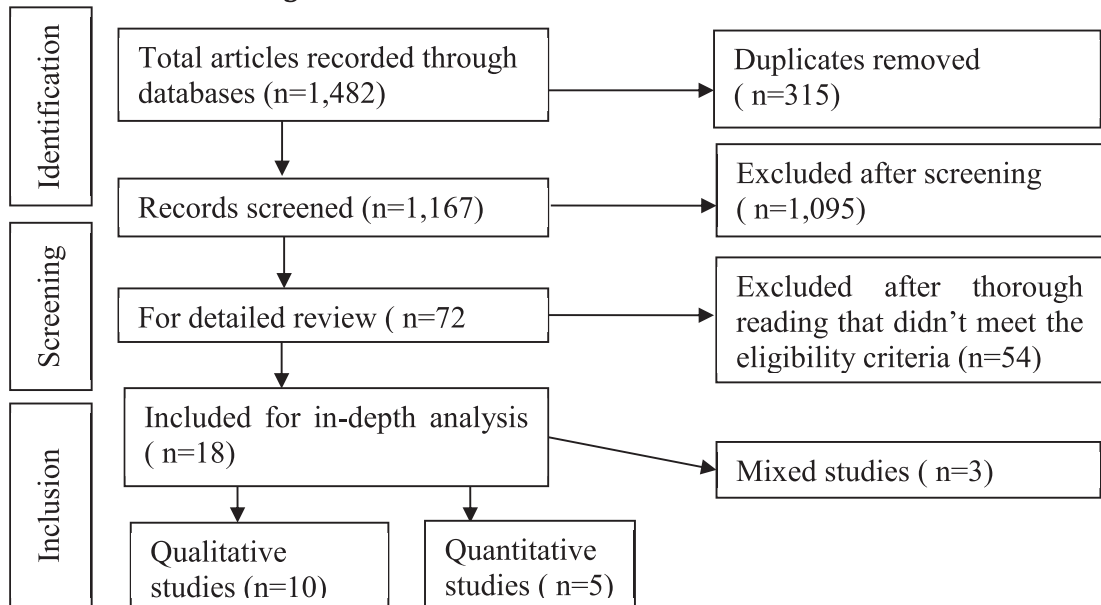 Identification
Total articles recorded through
databases (n=1,482)
Duplicates removed
( n=315)
Records screened (n=1,167)
Excluded after screening
( n=1,095)
Screening
For detailed review ( n=72
Excluded after thorough
reading that didn’t meet the
eligibility criteria (n=54)
Inclusion
Included for in-depth analysis
( n=18)
Mixed studies ( n=3)
Qualitative
studies (n=10)
Quantitative
studies ( n=5)